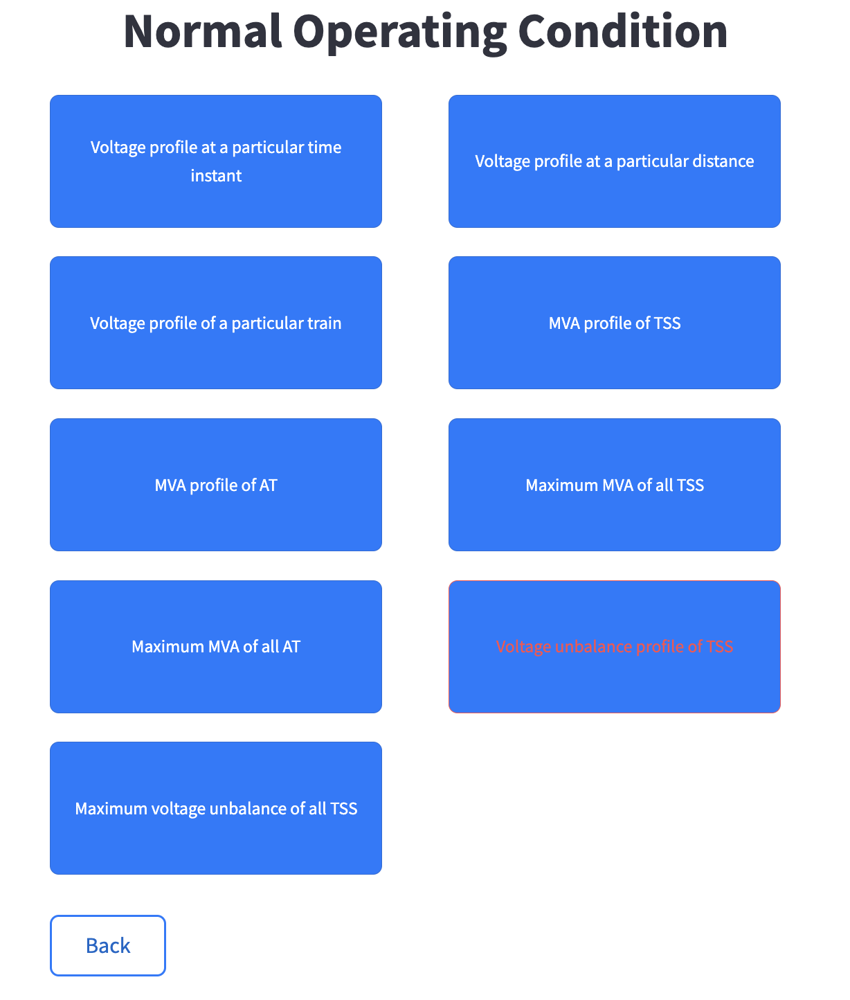 Normal Operating Condition
Voltage profile at a particular time
instant
Voltage profile at a particular distance
Voltage profile of a particular train
MVA profile of TSS
MVA profile of AT
Maximum MVA of all TSS
Maximum MVA of all AT
Voltage unbalance profile of TSS
Maximum voltage unbalance of all TSS
Back